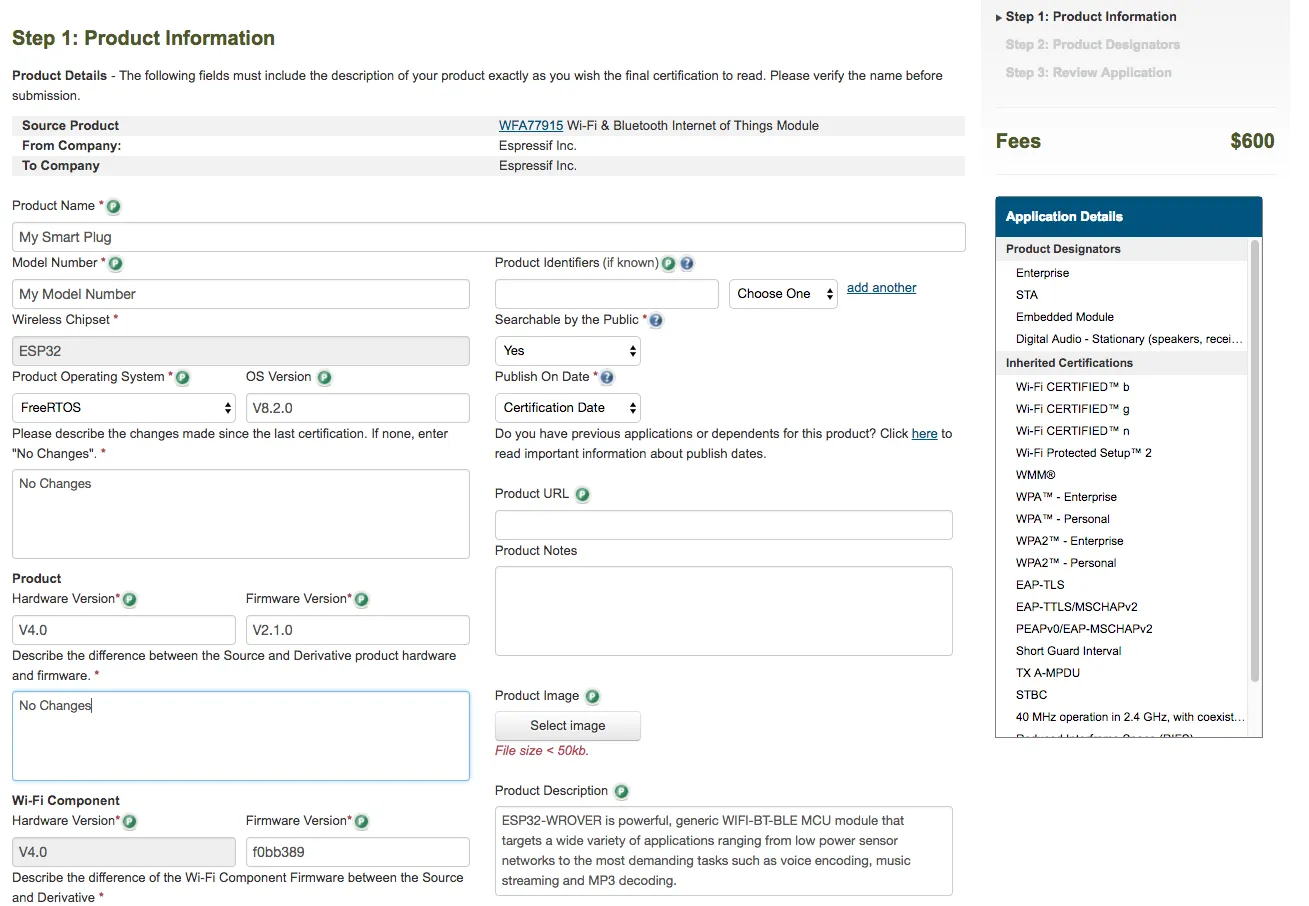 Step 1: Product Information
Product Details - The following fields must include the description of your product exactly as you wish the final certification to read. Please verify the name before
submission.
Source Product WFA77915 Wi-Fi & Bluetooth Internet of Things Module
From Company: Espressif Inc.
To Company Espressif Inc.
Product Name *
My Smart Plug
Model Number *
My Model Number
Wireless Chipset *
ESP32
Product Operating System *
OS Version
FreeRTOS
V8.2.0
Please describe the changes made since the last certification. If none, enter
"No Changes". *
No Changes
Product
Hardware Version*
Firmware Version*
V4.0
V2.1.0
Describe the difference between the Source and Derivative product hardware
and firmware. *
No Changes
Wi-Fi Component
Hardware Version*
Firmware Version*
V4.0
f0bb389
Describe the difference of the Wi-Fi Component Firmware between the Source
and Derivative *
Product Identifiers (if known)
Choose One
add another
Searchable by the Public *
Yes
Publish On Date *
Certification Date
Do you have previous applications or dependents for this product? Click here to
read important information about publish dates.
Product URL
Product Notes
Product Image
Select image
File size < 50kb.
Product Description
ESP32-WROVER is powerful, generic WIFI-BT-BLE MCU module that
targets a wide variety of applications ranging from low power sensor
networks to the most demanding tasks such as voice encoding, music
streaming and MP3 decoding.
Step 1: Product Information
Step 2: Product Designators
Step 3: Review Application
Fees $600
Application Details
Product Designators
Enterprise
STA
Embedded Module
Digital Audio - Stationary (speakers, recei...
Inherited Certifications
Wi-Fi CERTIFIED™ b
Wi-Fi CERTIFIED™ g
Wi-Fi CERTIFIED™ n
Wi-Fi Protected Setup™ 2
WMM®
WPA™ - Enterprise
WPA™ - Personal
WPA2™ - Enterprise
WPA2™ - Personal
EAP-TLS
EAP-TTLS/MSCHAPv2
PEAPv0/EAP-MSCHAPv2
Short Guard Interval
TX A-MPDU
STBC
40 MHz operation in 2.4 GHz, with coexist...
Reduced Interframe Space (RIFS)